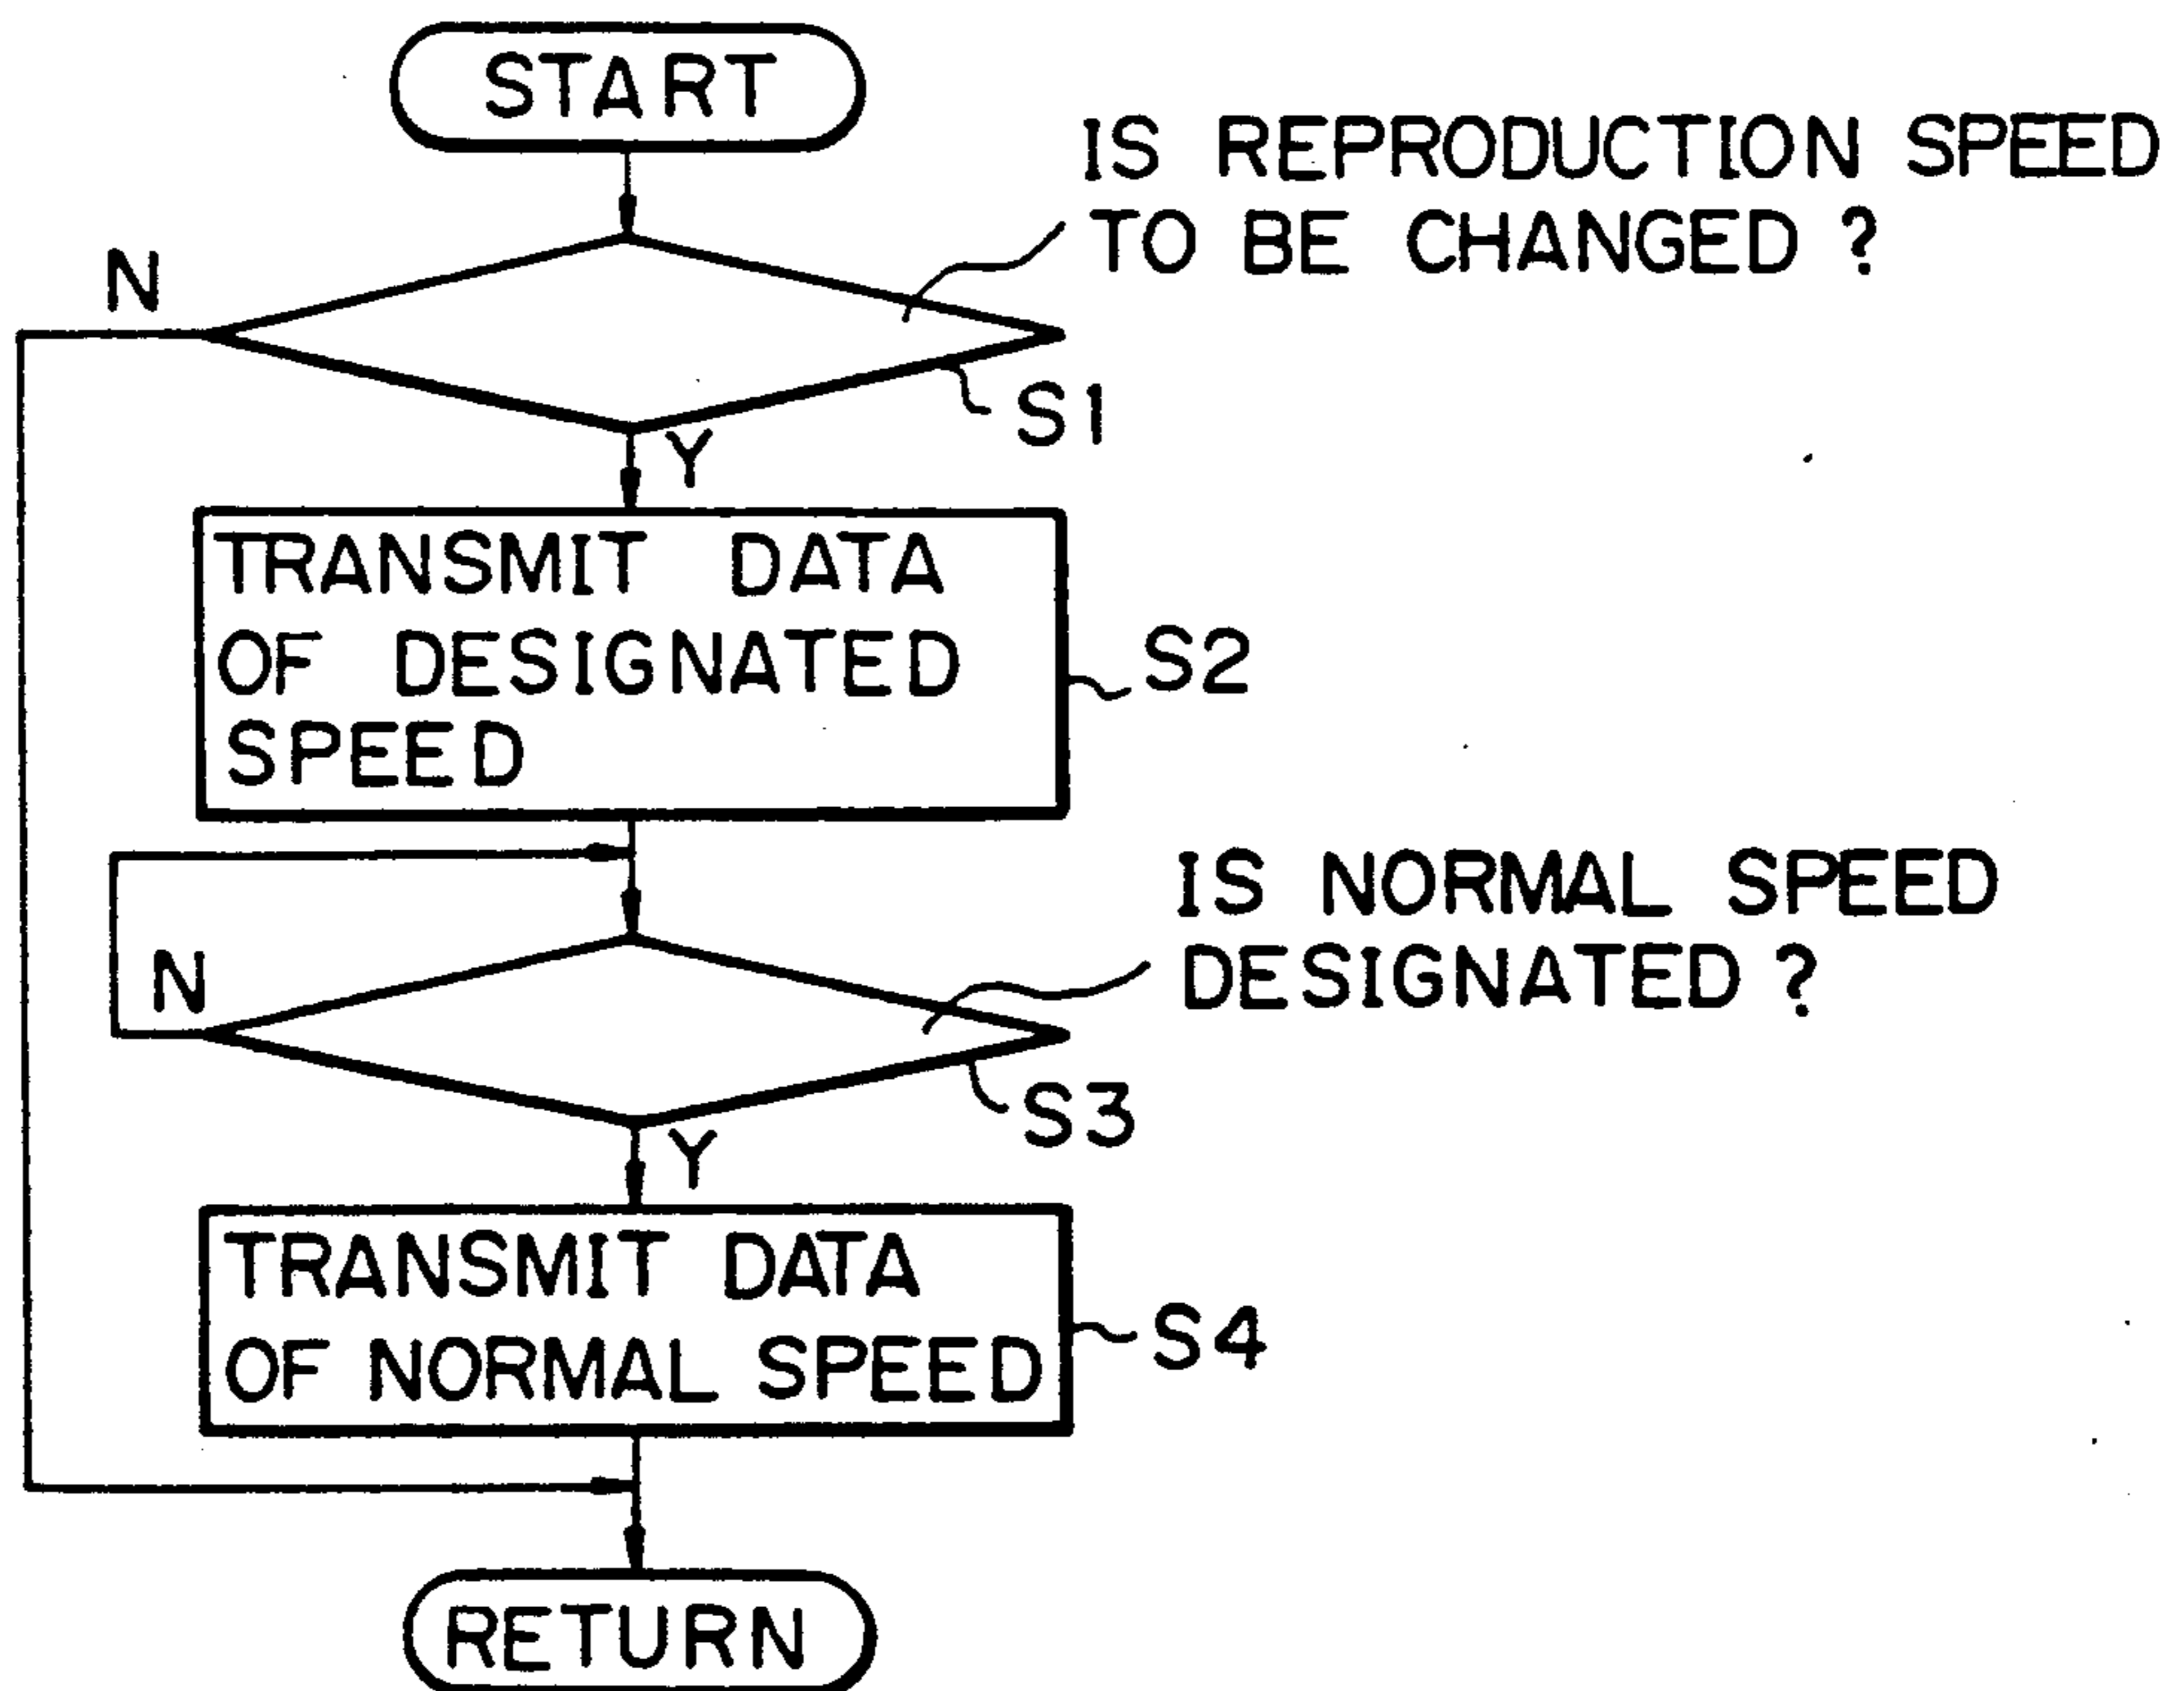 START
IS REPRODUCTION SPEED
TO BE CHANGED ?
N
S1
Y
TRANSMIT DATA
OF DESIGNATED
SPEED
S2
IS NORMAL SPEED
DESIGNATED ?
N
S3
Y
TRANSMIT DATA
OF NORMAL SPEED
S4
RETURN